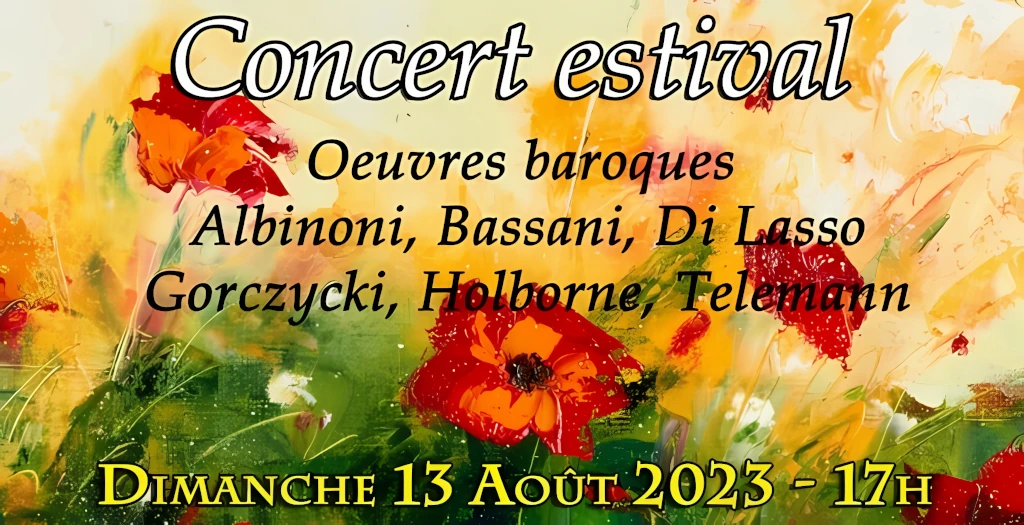 Concert estival
Oeuvres baroques
Albinoni, Bassani, Di Lasso
Gorczycki, Holborne, Telemann
Dimanche 13 Août 2023 - 17h